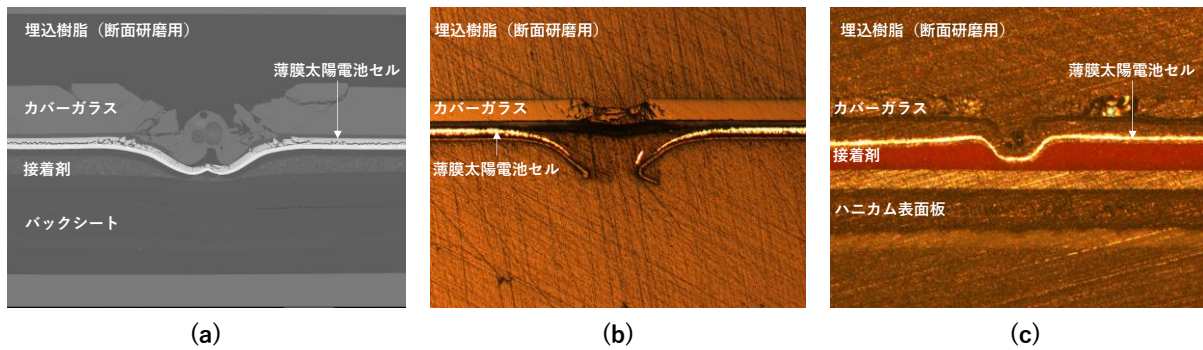 埋込樹脂（断面研磨用）
薄膜太陽電池セル
カバーガラス
接着剤
バックシート
(a)
埋込樹脂（断面研磨用）
カバーガラス
薄膜太陽電池セル
(b)
埋込樹脂（断面研磨用）
薄膜太陽電池セル
カバーガラス
接着剤
ハニカム表面板
(c)